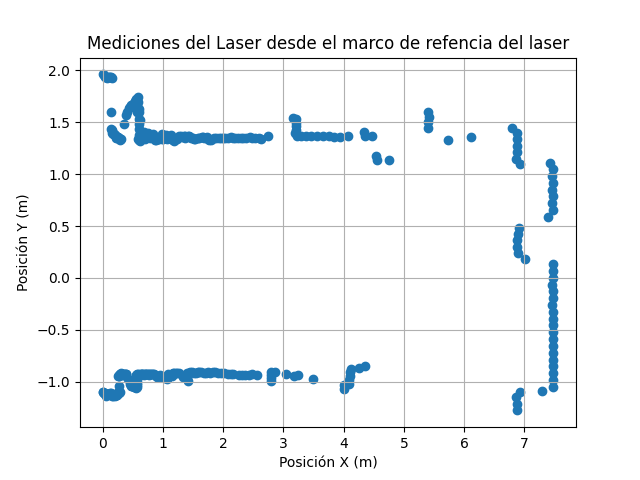 Mediciones del Laser desde el marco de refencia del laser
2.0
1.5
1.0
0.5
0.0
−0.5
−1.0
Posición Y (m)
0 1 2 3 4 5 6 7
Posición X (m)